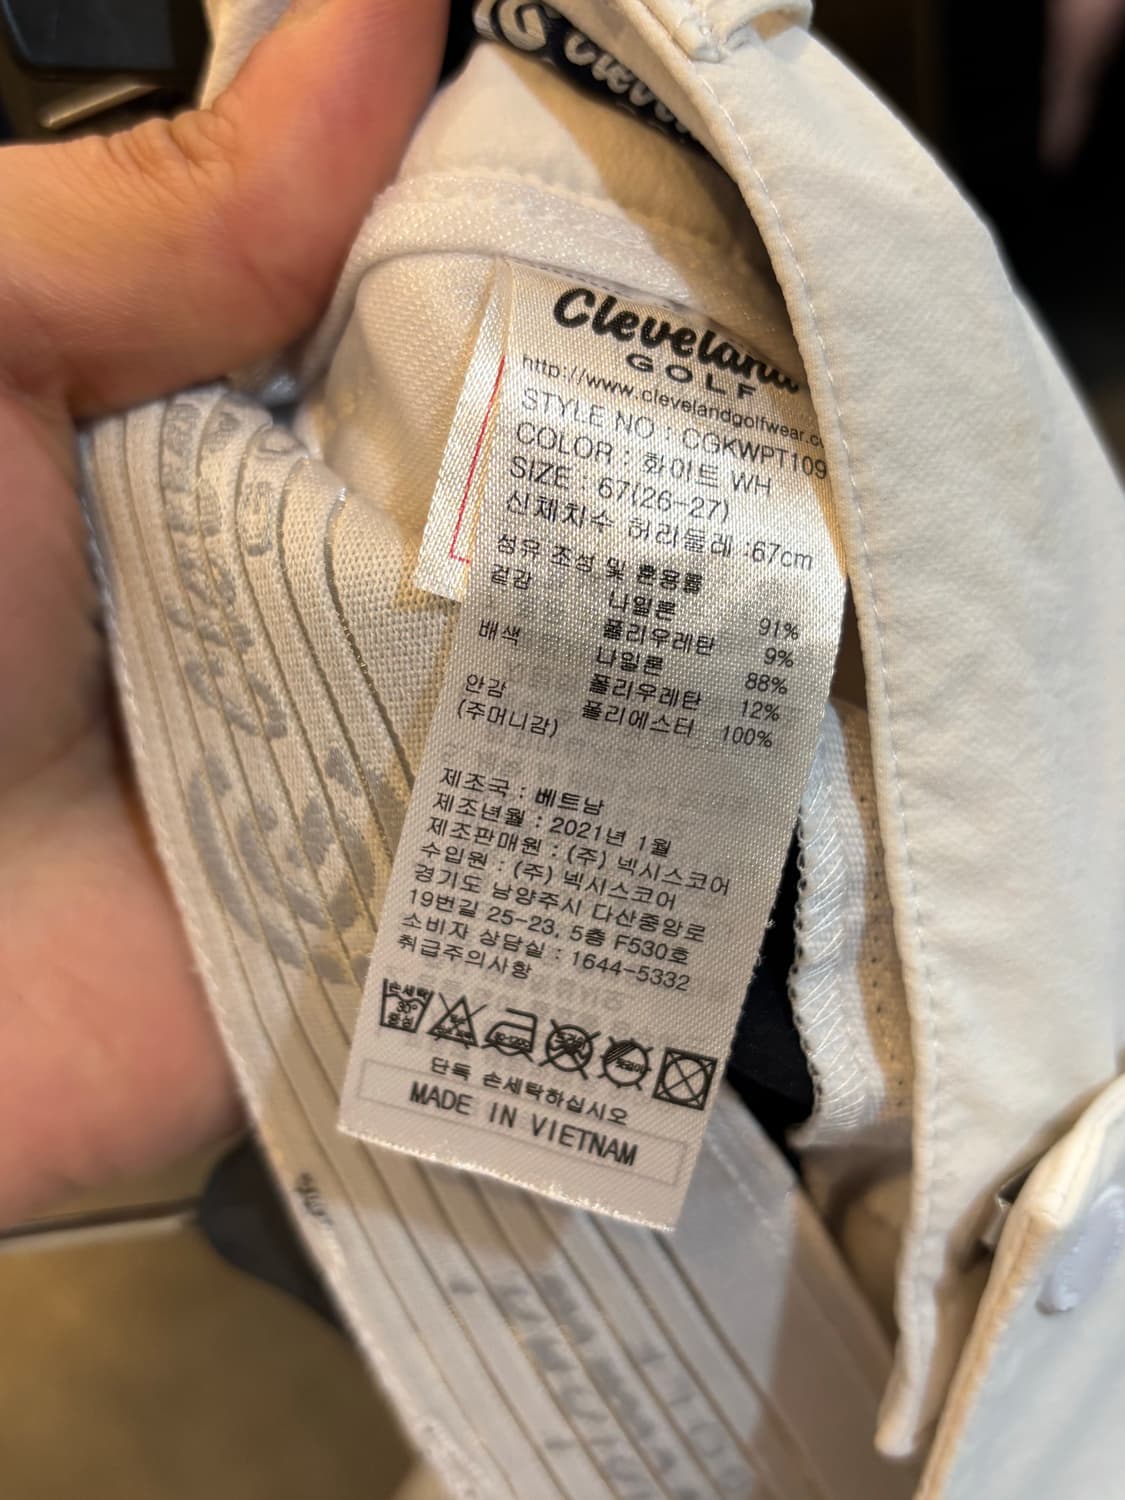 Cleveland
GOLF
http://www.clevelandgolfwear.co
STYLE NO : CGKWPT109
COLOR : 화이트 WH
SIZE : 67(26-27)
신체치수 허리둘레 :67cm
섬유 조성 및 혼용률
겉감 나일론 91%
폴리우레탄 9%
배색 나일론 88%
폴리우레탄 12%
안감 폴리에스터 100%
(주머니감)
제조국 : 베트남
제조년월 : 2021년 1월
제조판매원 : (주) 넥시스코어
수입원 : (주) 넥시스코어
경기도 남양주시 다산중앙로
19번길 25-23, 5층 F530호
소비자 상담실 : 1644-5332
취급주의사항
손세탁
30°
중성
단독 손세탁하십시오
MADE IN VIETNAM